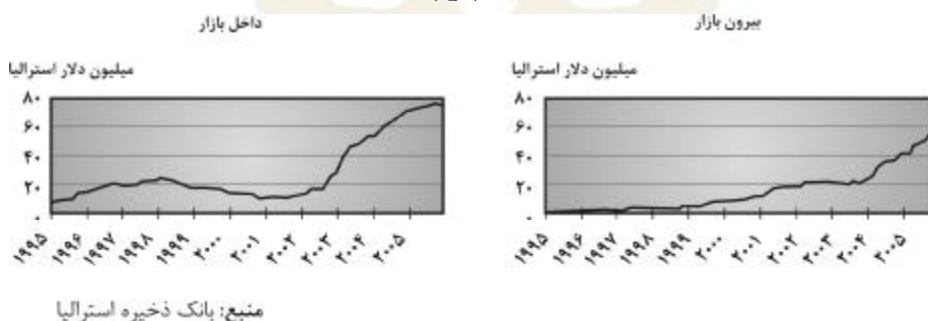 بیرون بازار
میلیون دلار استرالیا
۸۰
۶۰
۴۰
۲۰
۰
۱۹۹۵ ۱۹۹۶ ۱۹۹۷ ۱۹۹۸ ۱۹۹۹ ۲۰۰۰ ۲۰۰۱ ۲۰۰۲ ۲۰۰۳ ۲۰۰۴ ۲۰۰۵
داخل بازار
میلیون دلار استرالیا
۸۰
۶۰
۴۰
۲۰
۰
۱۹۹۵ ۱۹۹۶ ۱۹۹۷ ۱۹۹۸ ۱۹۹۹ ۲۰۰۰ ۲۰۰۱ ۲۰۰۲ ۲۰۰۳ ۲۰۰۴ ۲۰۰۵
منبع: بانک ذخیره استرالیا